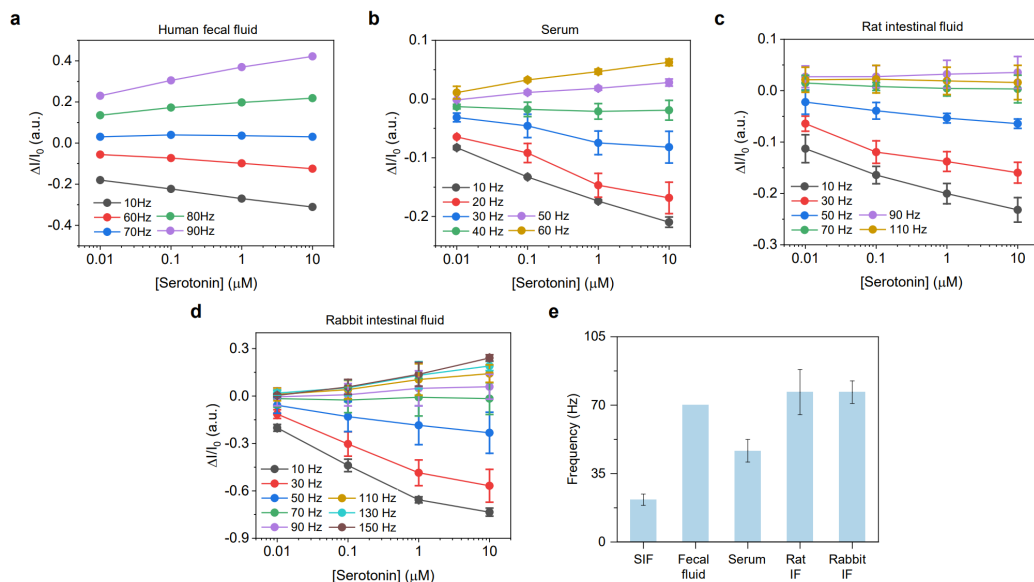 a
Human fecal fluid
ΔI/I0 (a.u.)
0.4
0.2
0.0
-0.2
-0.4
10Hz
60Hz
70Hz
80Hz
90Hz
0.01 0.1 1 10
[Serotonin] (μM)
b
Serum
ΔI/I0 (a.u.)
0.1
0.0
-0.1
-0.2
10 Hz
20 Hz
30 Hz
40 Hz
50 Hz
60 Hz
0.01 0.1 1 10
[Serotonin] (μM)
c
Rat intestinal fluid
ΔI/I0 (a.u.)
0.1
0.0
-0.1
-0.2
-0.3
10 Hz
30 Hz
50 Hz
70 Hz
90 Hz
110 Hz
0.01 0.1 1 10
[Serotonin] (μM)
d
Rabbit intestinal fluid
ΔI/I0 (a.u.)
0.3
0.0
-0.3
-0.6
-0.9
10 Hz
30 Hz
50 Hz
70 Hz
90 Hz
110 Hz
130 Hz
150 Hz
0.01 0.1 1 10
[Serotonin] (μM)
e
Frequency (Hz)
105
70
35
0
SIF
Fecal
fluid
Serum
Rat
IF
Rabbit
IF